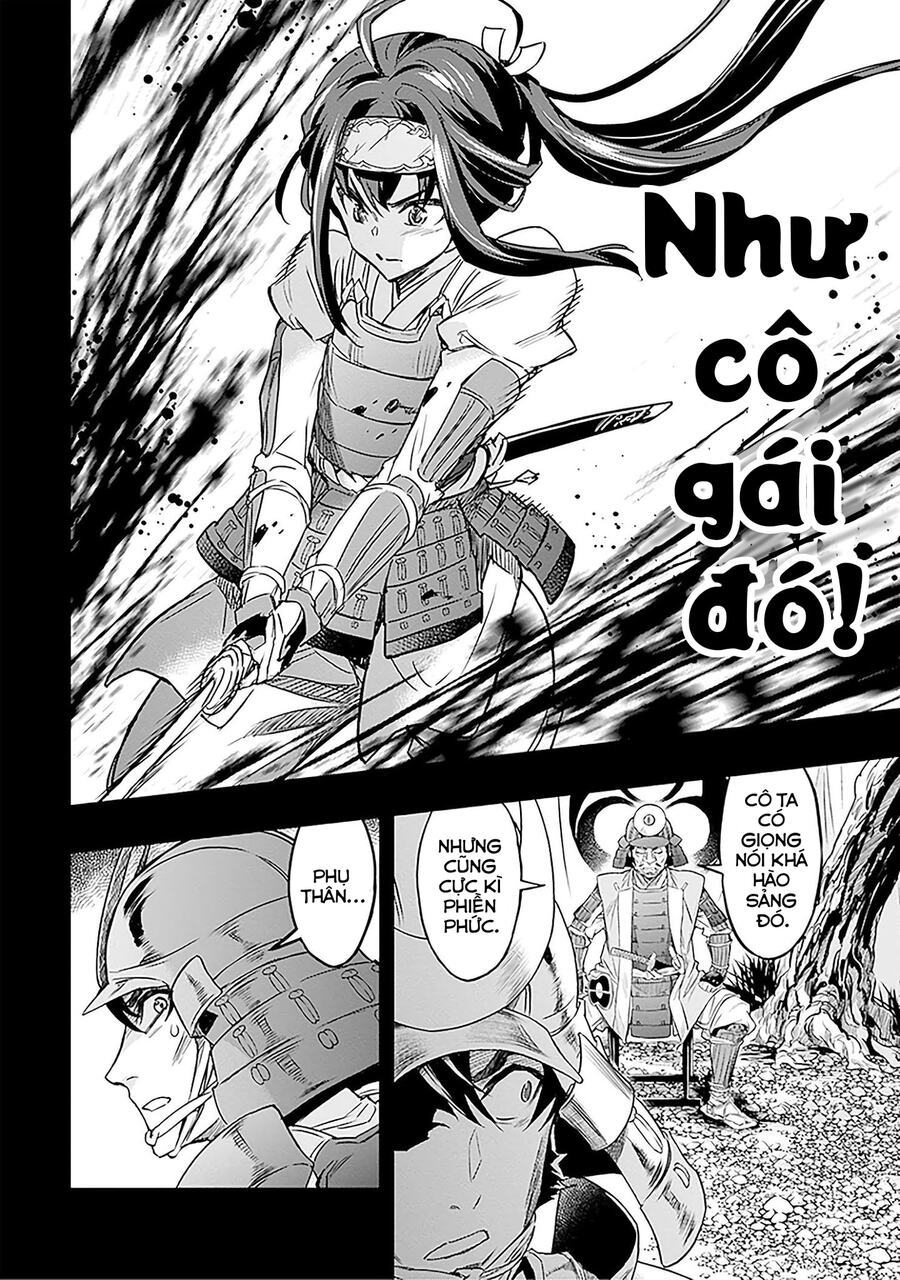 Như
cô
gái
đó!
CÔ TA
CÓ
GIỌNG
NÓI KHÁ
HÀO
SẢNG
ĐÓ.
NHƯNG
CŨNG
CỰC KÌ
PHIỀN
PHỨC.
PHỤ
THÂN...